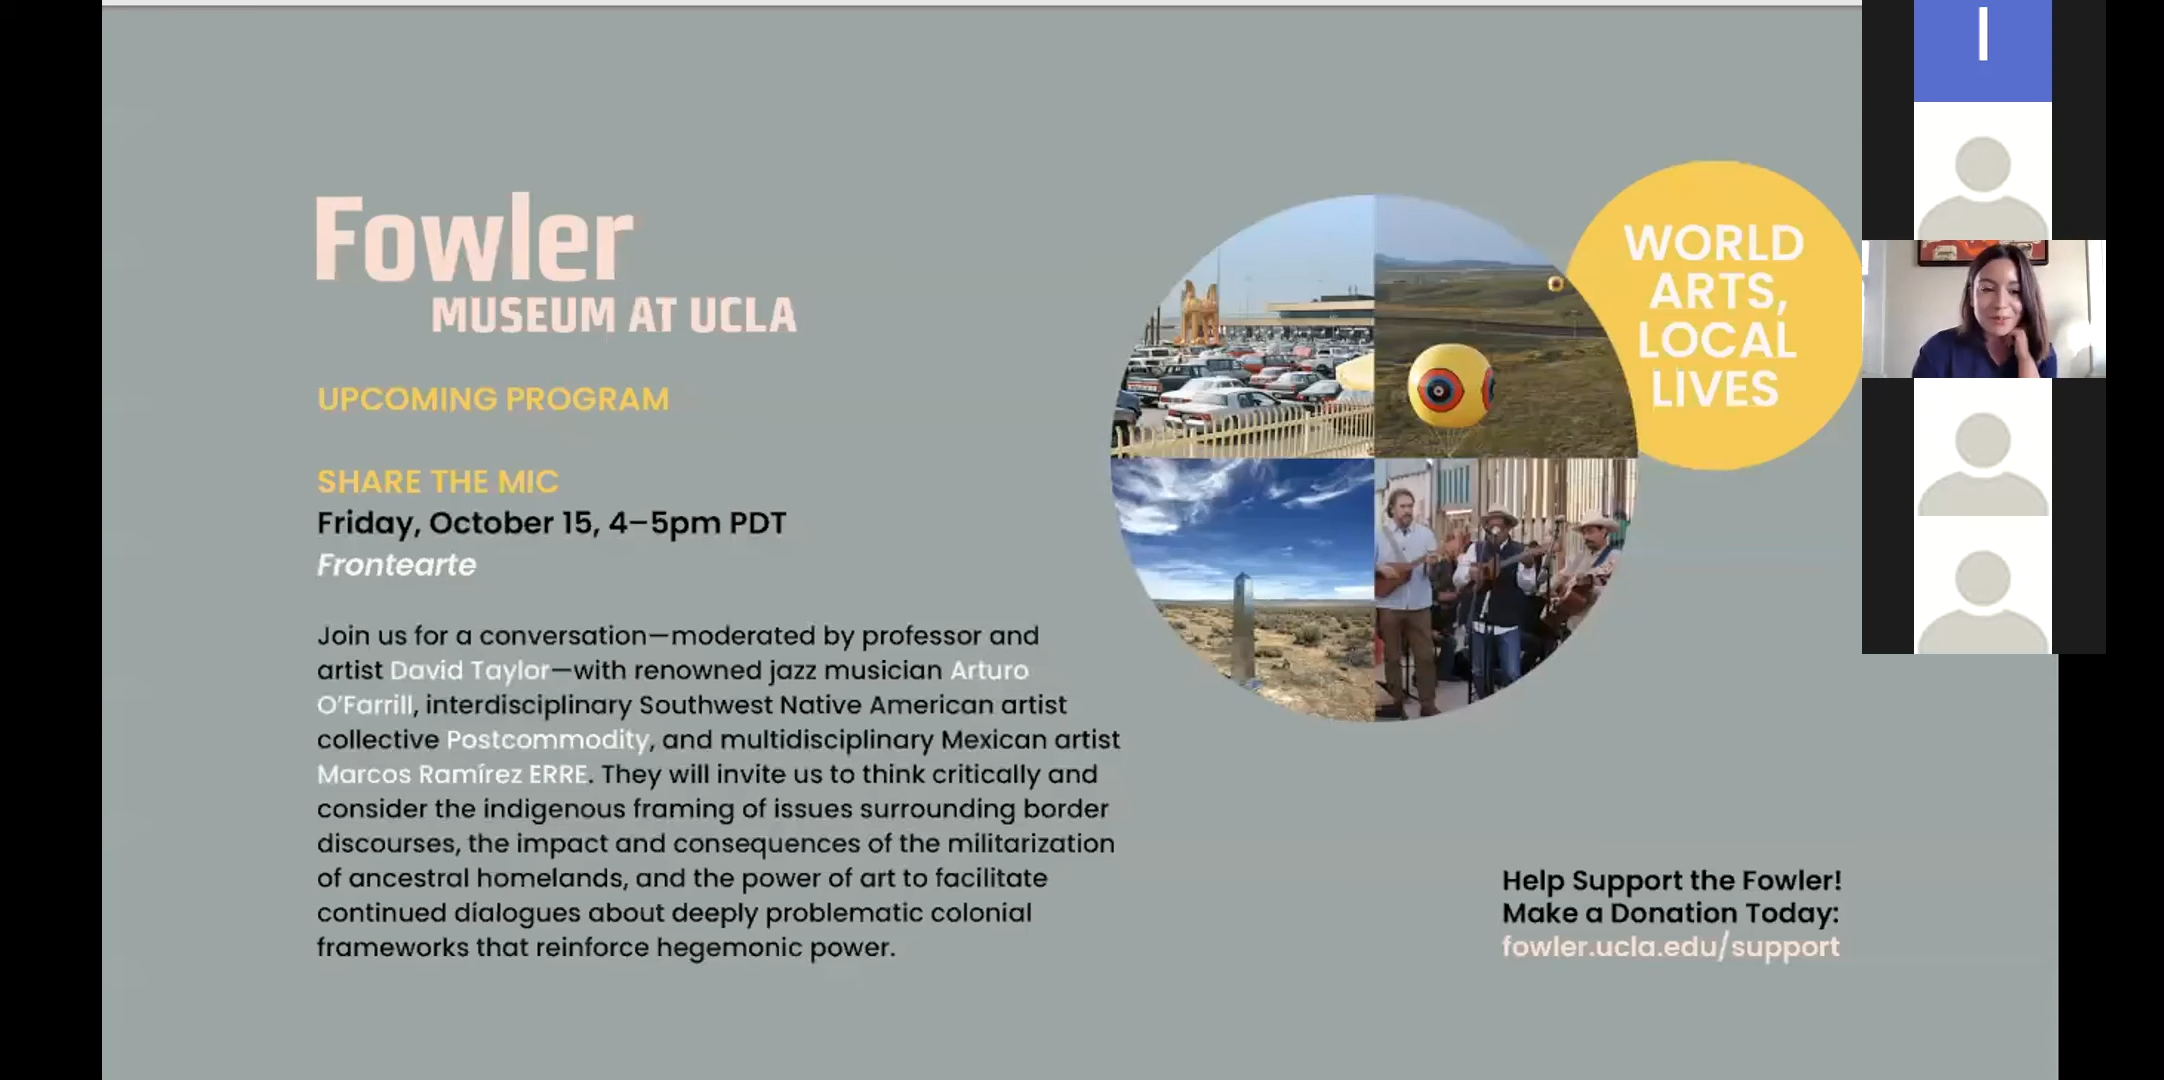 Fowler
MUSEUM AT UCLA
UPCOMING PROGRAM
SHARE THE MIC
Friday, October 15, 4–5pm PDT
Frontearte
Join us for a conversation—moderated by professor and
artist David Taylor—with renowned jazz musician Arturo
O'Farrill, interdisciplinary Southwest Native American artist
collective Postcommodity, and multidisciplinary Mexican artist
Marcos Ramírez ERRE. They will invite us to think critically and
consider the indigenous framing of issues surrounding border
discourses, the impact and consequences of the militarization
of ancestral homelands, and the power of art to facilitate
continued dialogues about deeply problematic colonial
frameworks that reinforce hegemonic power.
WORLD
ARTS,
LOCAL
LIVES
Help Support the Fowler!
Make a Donation Today:
fowler.ucla.edu/support